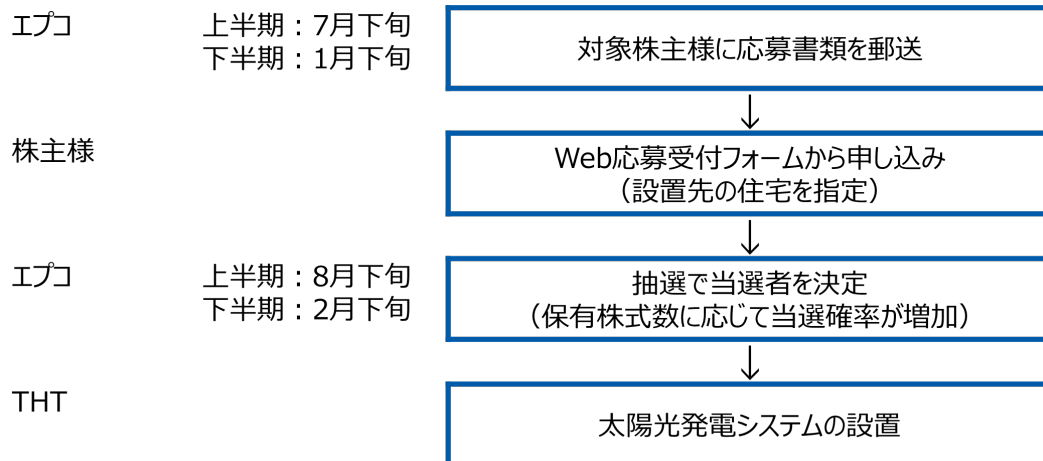 エプコ
上半期：7月下旬
下半期：1月下旬
対象株主様に応募書類を郵送
↓
株主様
Web応募受付フォームから申し込み
（設置先の住宅を指定）
↓
エプコ
上半期：8月下旬
下半期：2月下旬
抽選で当選者を決定
（保有株式数に応じて当選確率が増加）
↓
THT
太陽光発電システムの設置